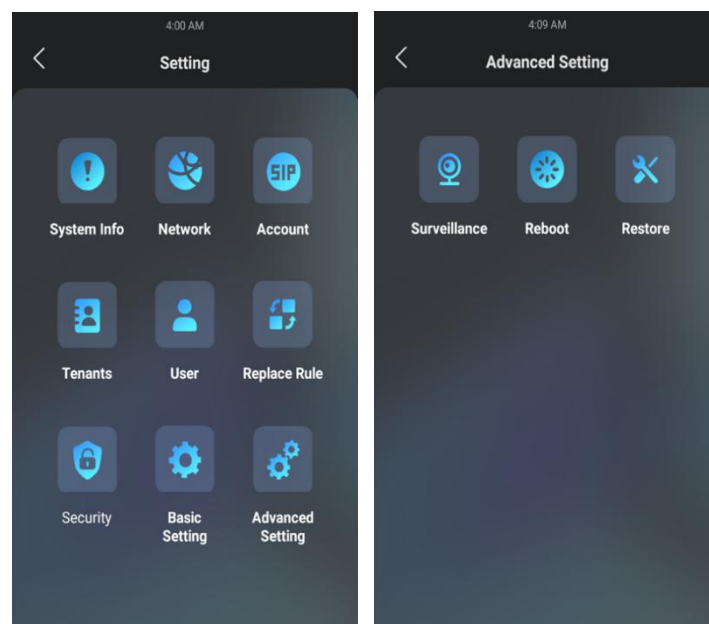 4:00 AM
Setting
SIP
System Info Network Account
Tenants User Replace Rule
Security Basic Setting Advanced Setting
4:09 AM
Advanced Setting
Surveillance Reboot Restore